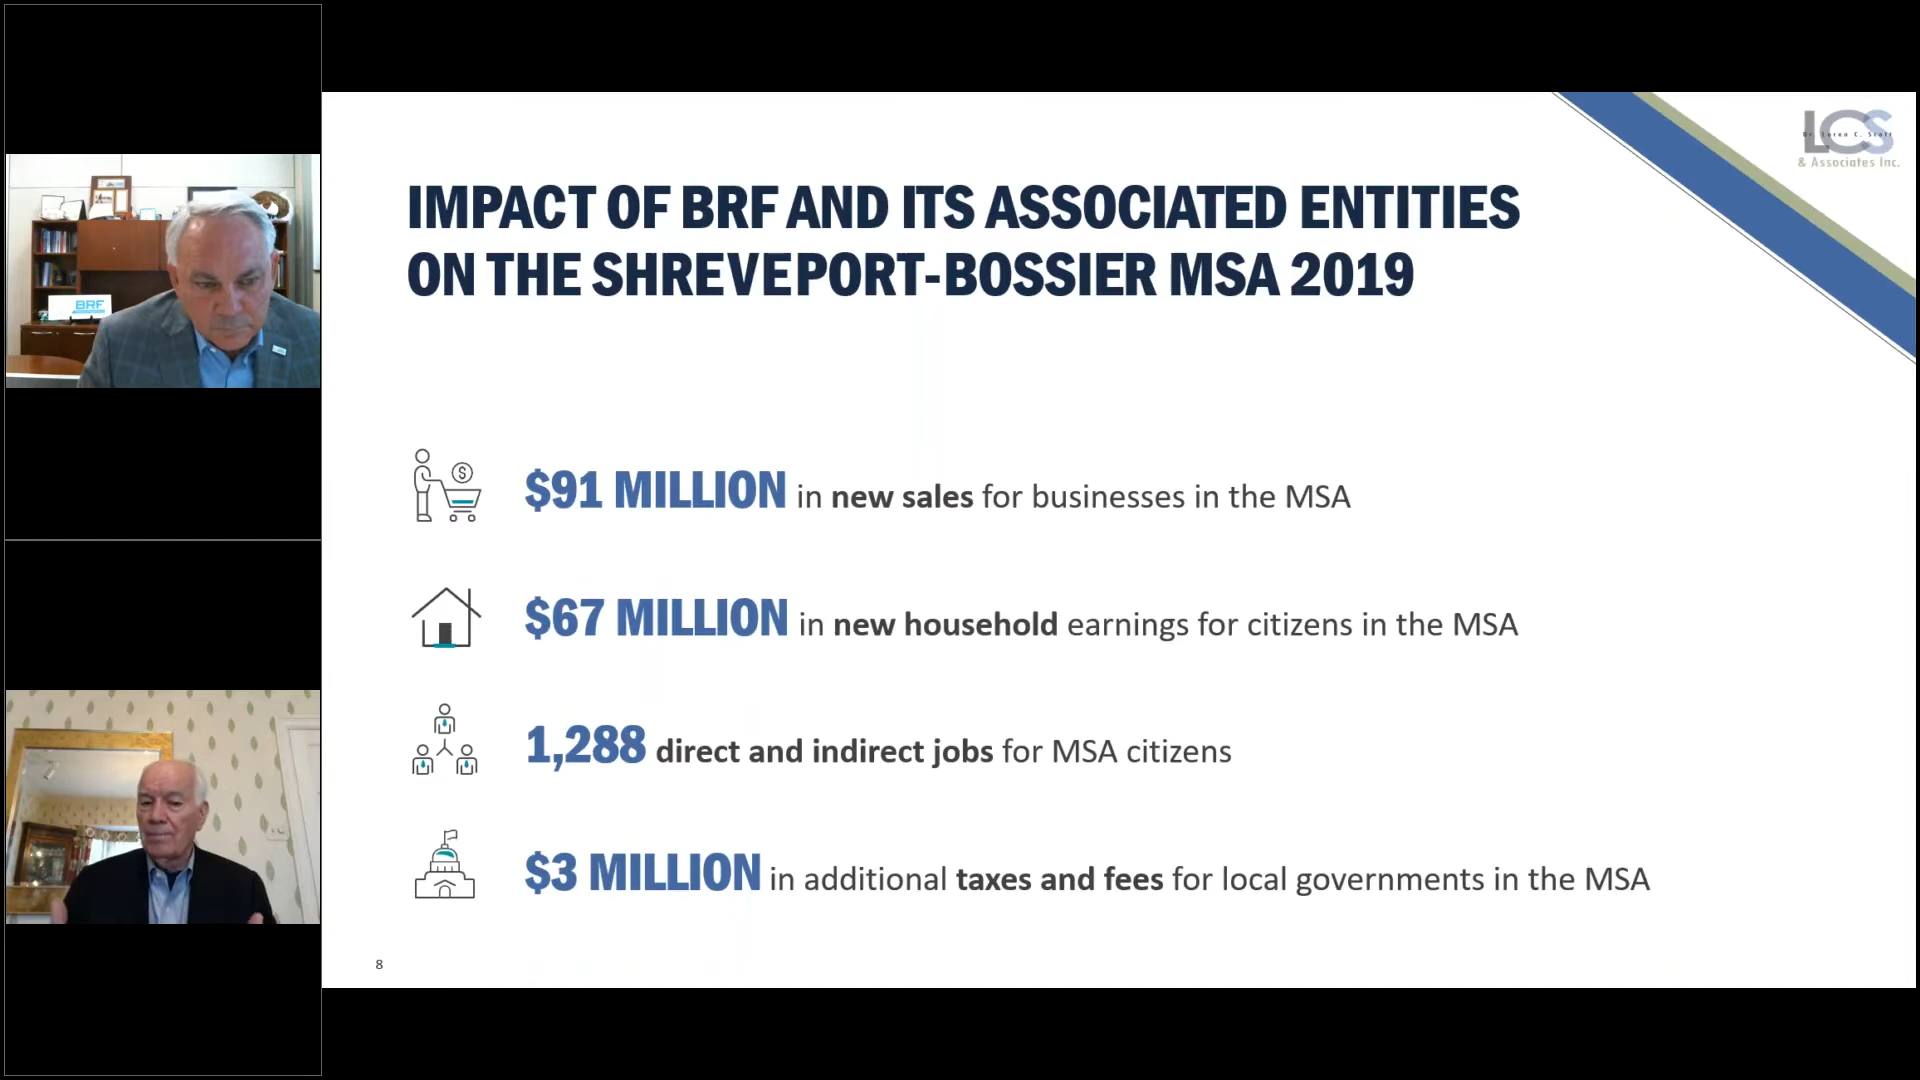 BRF
LCS
Dr. Loren C. Scott
& Associates Inc.
IMPACT OF BRF AND ITS ASSOCIATED ENTITIES
ON THE SHREVEPORT-BOSSIER MSA 2019
$
$91 MILLION in new sales for businesses in the MSA
$67 MILLION in new household earnings for citizens in the MSA
1,288 direct and indirect jobs for MSA citizens
$3 MILLION in additional taxes and fees for local governments in the MSA
8